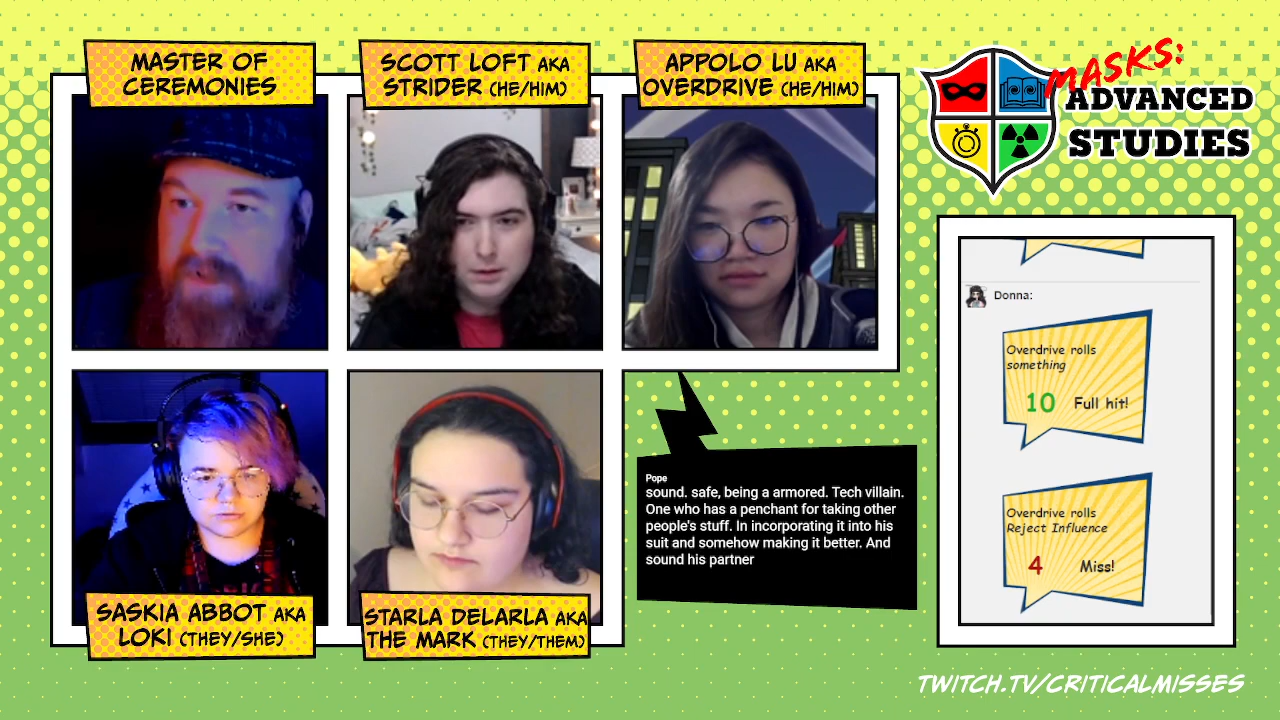 MASTER OF
CEREMONIES
SCOTT LOFT AKA
STRIDER (HE/HIM)
APPOLO LU AKA
OVERDRIVE (HE/HIM)
MASKS:
ADVANCED
STUDIES
Donna:
Overdrive rolls
something
10 Full hit!
Overdrive rolls
Reject Influence
4 Miss!
Pope
sound. safe, being a armored. Tech villain.
One who has a penchant for taking other
people's stuff. In incorporating it into his
suit and somehow making it better. And
sound his partner
SASKIA ABBOT AKA
LOKI (THEY/SHE)
STARLA DELARLA AKA
THE MARK (THEY/THEM)
TWITCH.TV/CRITICALMISSES